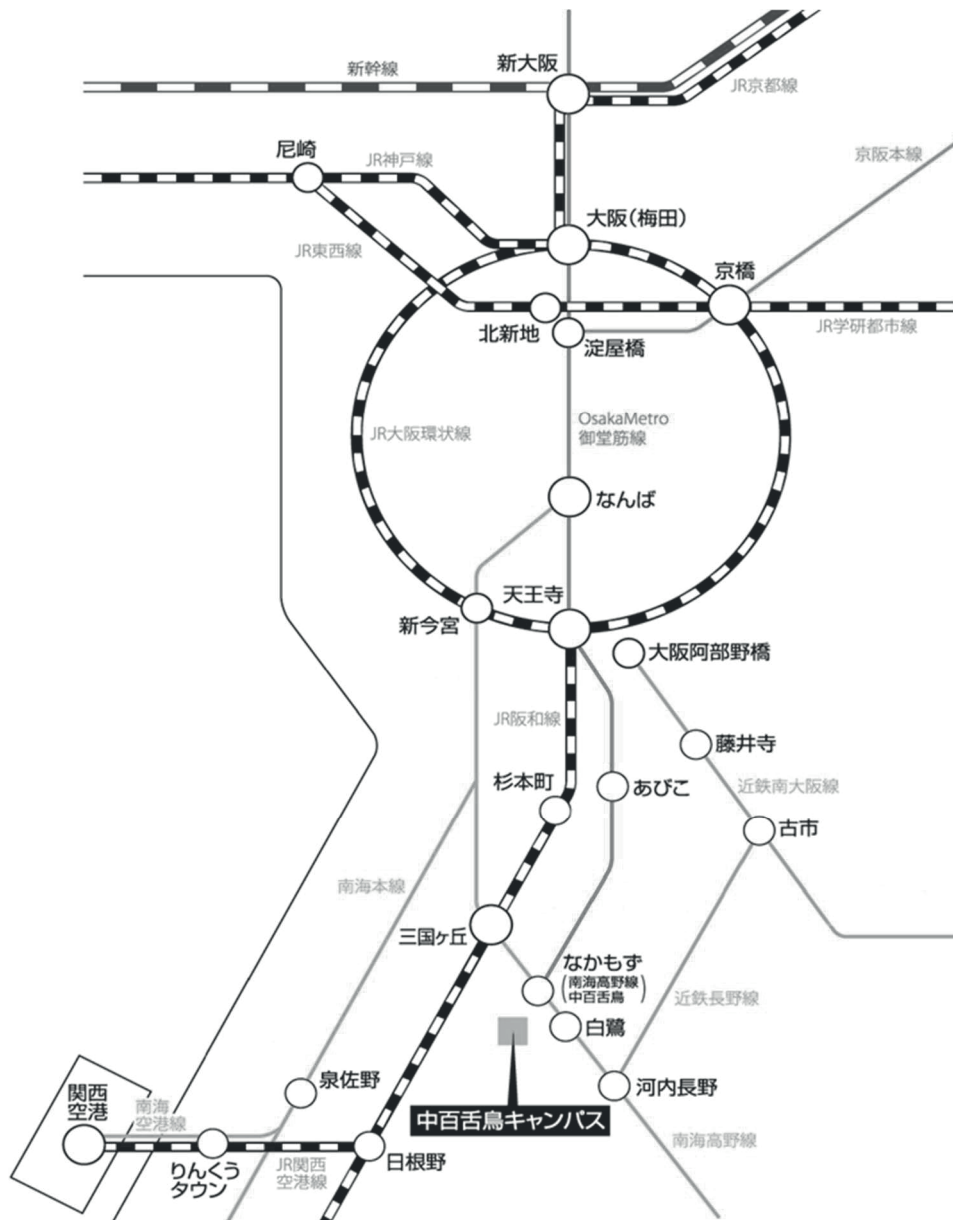 新大阪
新幹線
JR京都線
尼崎
JR神戸線
京阪本線
大阪(梅田)
JR東西線
京橋
北新地
淀屋橋
JR学研都市線
JR大阪環状線
OsakaMetro
御堂筋線
なんば
天王寺
新今宮
大阪阿部野橋
JR阪和線
藤井寺
杉本町
あびこ
近鉄南大阪線
古市
南海本線
三国ヶ丘
なかもず
(南海高野線
中百舌鳥)
近鉄長野線
白鷺
泉佐野
河内長野
関西
空港
南海
空港線
中百舌鳥キャンパス
南海高野線
りんくう
タウン
JR関西
空港線
日根野